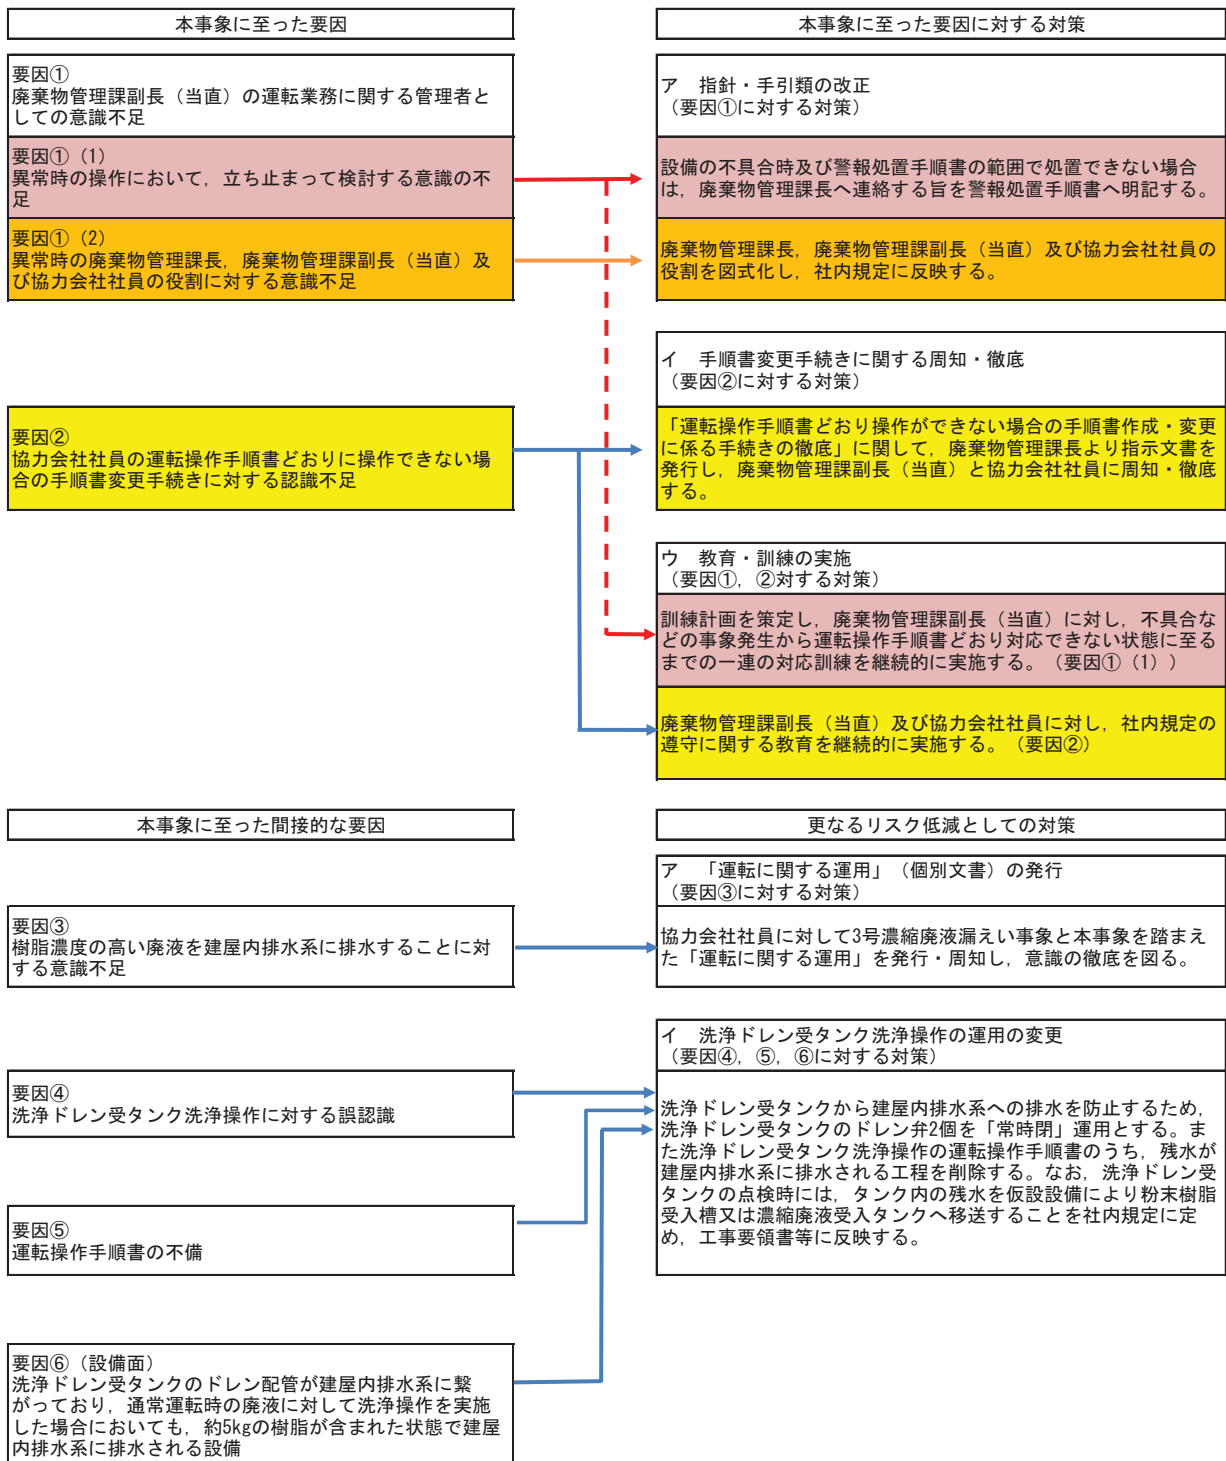 本事象に至った要因
本事象に至った要因に対する対策
要因①
廃棄物管理課副長（当直）の運転業務に関する管理者と
しての意識不足
要因①（1）
異常時の操作において，立ち止まって検討する意識の不
足
要因①（2）
異常時の廃棄物管理課長，廃棄物管理課副長（当直）及
び協力会社社員の役割に対する意識不足
ア　指針・手引類の改正
（要因①に対する対策）
設備の不具合時及び警報処置手順書の範囲で処置できない場合
は，廃棄物管理課長へ連絡する旨を警報処置手順書へ明記する。
廃棄物管理課長，廃棄物管理課副長（当直）及び協力会社社員の
役割を図式化し，社内規定に反映する。
要因②
協力会社社員の運転操作手順書どおりに操作できない場
合の手順書変更手続きに対する認識不足
イ　手順書変更手続きに関する周知・徹底
（要因②に対する対策）
「運転操作手順書どおり操作ができない場合の手順書作成・変更
に係る手続きの徹底」に関して，廃棄物管理課長より指示文書を
発行し，廃棄物管理課副長（当直）と協力会社社員に周知・徹底
する。
ウ　教育・訓練の実施
（要因①，②対する対策）
訓練計画を策定し，廃棄物管理課副長（当直）に対し，不具合な
どの事象発生から運転操作手順書どおり対応できない状態に至る
までの一連の対応訓練を継続的に実施する。（要因①（1））
廃棄物管理課副長（当直）及び協力会社社員に対し，社内規定の
遵守に関する教育を継続的に実施する。（要因②）
本事象に至った間接的な要因
更なるリスク低減としての対策
要因③
樹脂濃度の高い廃液を建屋内排水系に排水することに対
する意識不足
ア　「運転に関する運用」（個別文書）の発行
（要因③に対する対策）
協力会社社員に対して3号濃縮廃液漏えい事象と本事象を踏まえ
た「運転に関する運用」を発行・周知し，意識の徹底を図る。
要因④
洗浄ドレン受タンク洗浄操作に対する誤認識
要因⑤
運転操作手順書の不備
要因⑥（設備面）
洗浄ドレン受タンクのドレン配管が建屋内排水系に繋
がっており，通常運転時の廃液に対して洗浄操作を実施
した場合においても，約5kgの樹脂が含まれた状態で建屋
内排水系に排水される設備
イ　洗浄ドレン受タンク洗浄操作の運用の変更
（要因④，⑤，⑥に対する対策）
洗浄ドレン受タンクから建屋内排水系への排水を防止するため，
洗浄ドレン受タンクのドレン弁2個を「常時閉」運用とする。ま
た洗浄ドレン受タンク洗浄操作の運転操作手順書のうち，残水が
建屋内排水系に排水される工程を削除する。なお，洗浄ドレン受
タンクの点検時には，タンク内の残水を仮設設備により粉末樹脂
受入槽又は濃縮廃液受入タンクへ移送することを社内規定に定
め，工事要領書等に反映する。